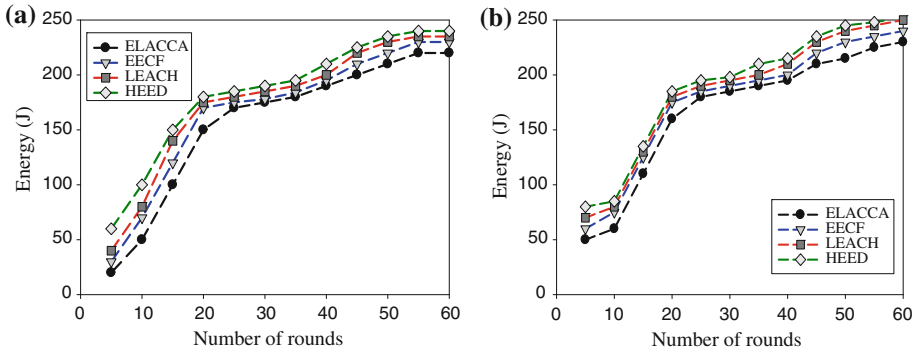 (a)
250
200
150
100
50
0
Energy (J)
ELACCA
EECF
LEACH
HEED
0 10 20 30 40 50 60
Number of rounds
(b)
250
200
150
100
50
0
Energy (J)
ELACCA
EECF
LEACH
HEED
0 10 20 30 40 50 60
Number of rounds